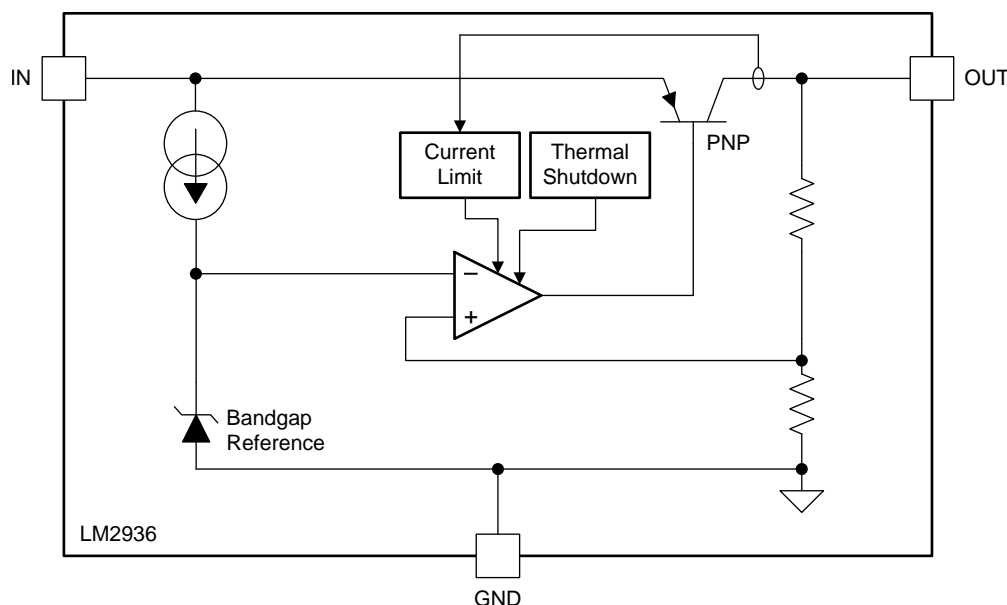 IN
OUT
PNP
Current
Limit
Thermal
Shutdown
−
+
Bandgap
Reference
LM2936
GND